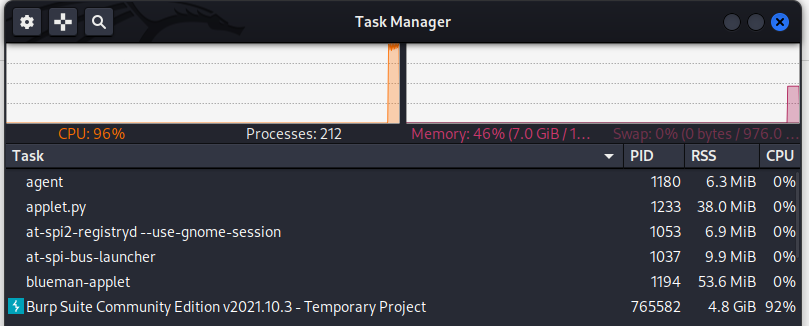 Task Manager
CPU: 96% Processes: 212 Memory: 46% (7.0 GiB / 1... Swap: 0% (0 bytes / 976.0 ...
Task PID RSS CPU
agent 1180 6.3 MiB 0%
applet.py 1233 38.0 MiB 0%
at-spi2-registryd --use-gnome-session 1053 6.9 MiB 0%
at-spi-bus-launcher 1037 9.9 MiB 0%
blueman-applet 1194 53.6 MiB 0%
Burp Suite Community Edition v2021.10.3 - Temporary Project 765582 4.8 GiB 92%